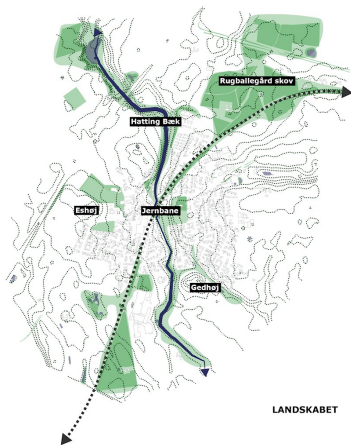 Rugballegård skov
Hatting Bæk
Eshøj
Jernbane
Gedhøj
LANDSKABET